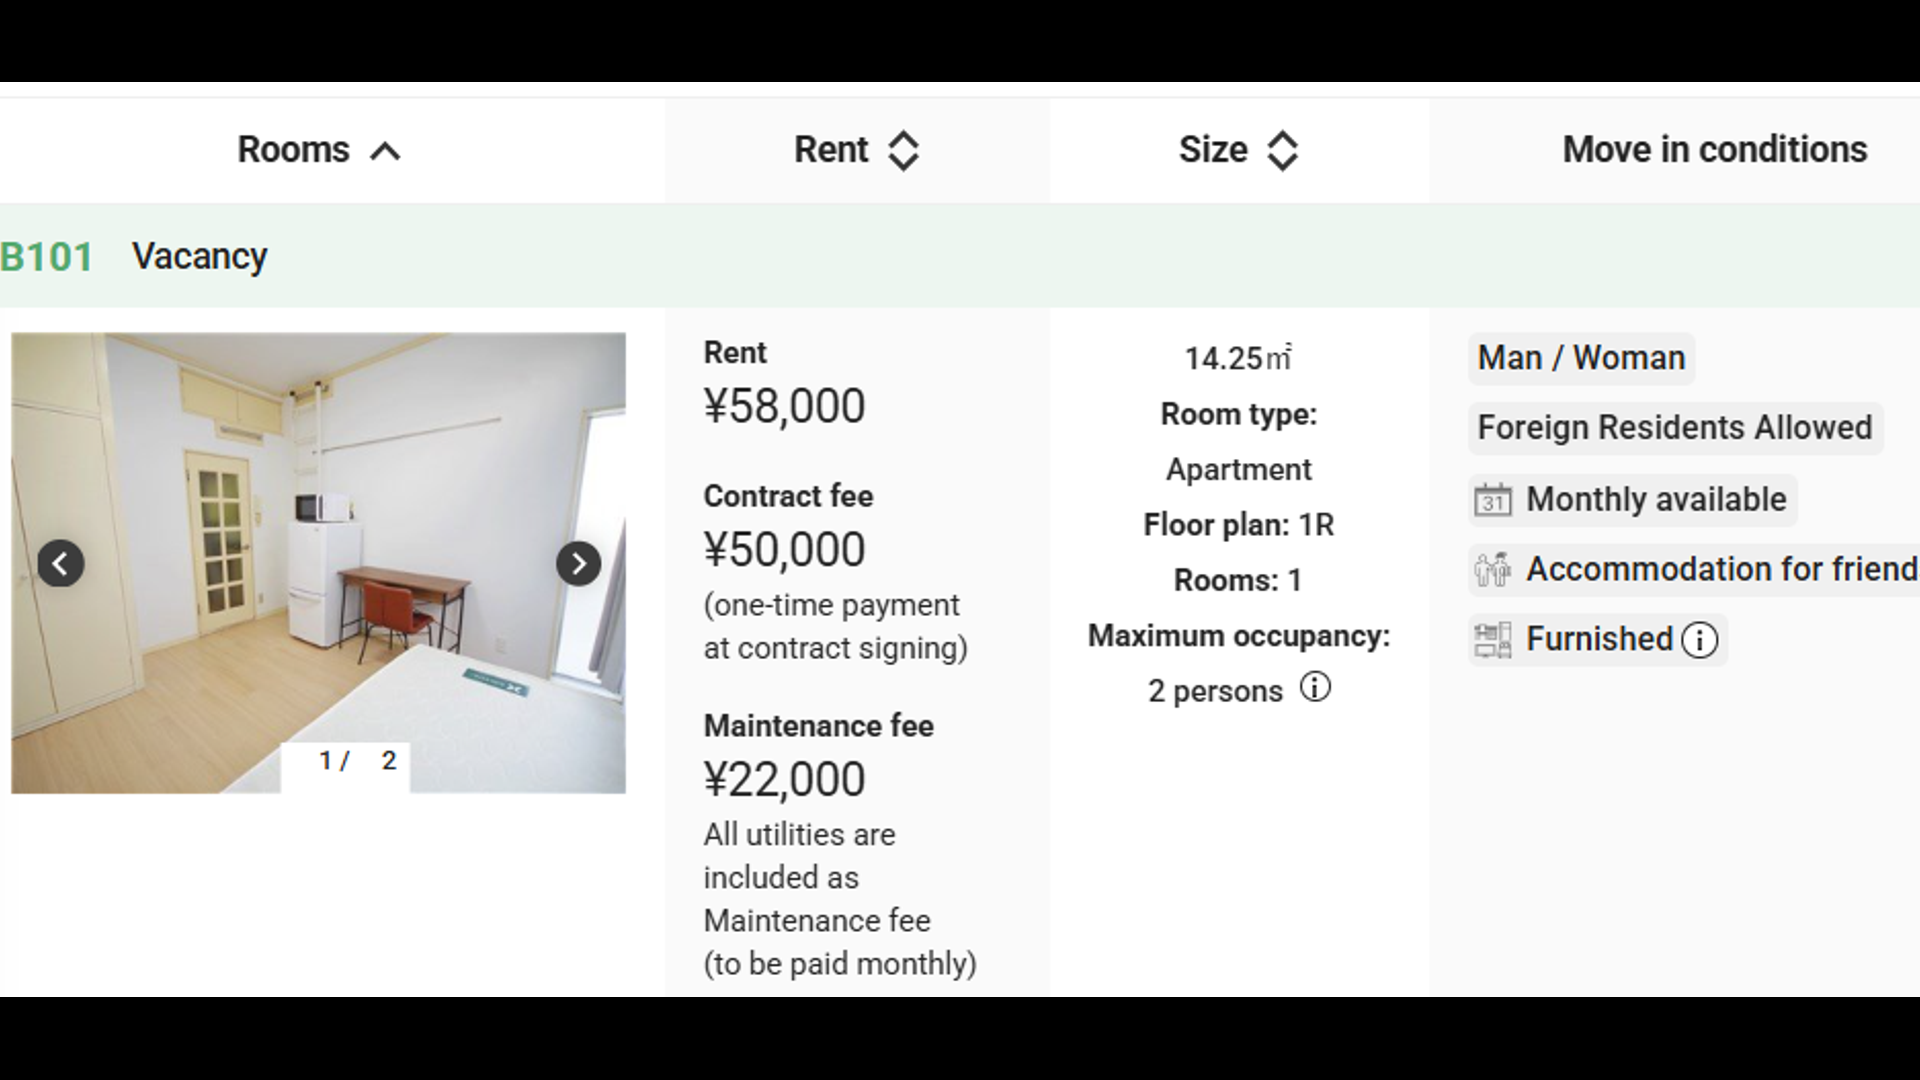 Rooms
Rent
Size
Move in conditions
B101 Vacancy
1 / 2
Rent
¥58,000
Contract fee
¥50,000
(one-time payment
at contract signing)
Maintenance fee
¥22,000
All utilities are
included as
Maintenance fee
(to be paid monthly)
14.25㎡
Room type:
Apartment
Floor plan: 1R
Rooms: 1
Maximum occupancy:
2 persons
Man / Woman
Foreign Residents Allowed
31 Monthly available
Accommodation for friend
Furnished